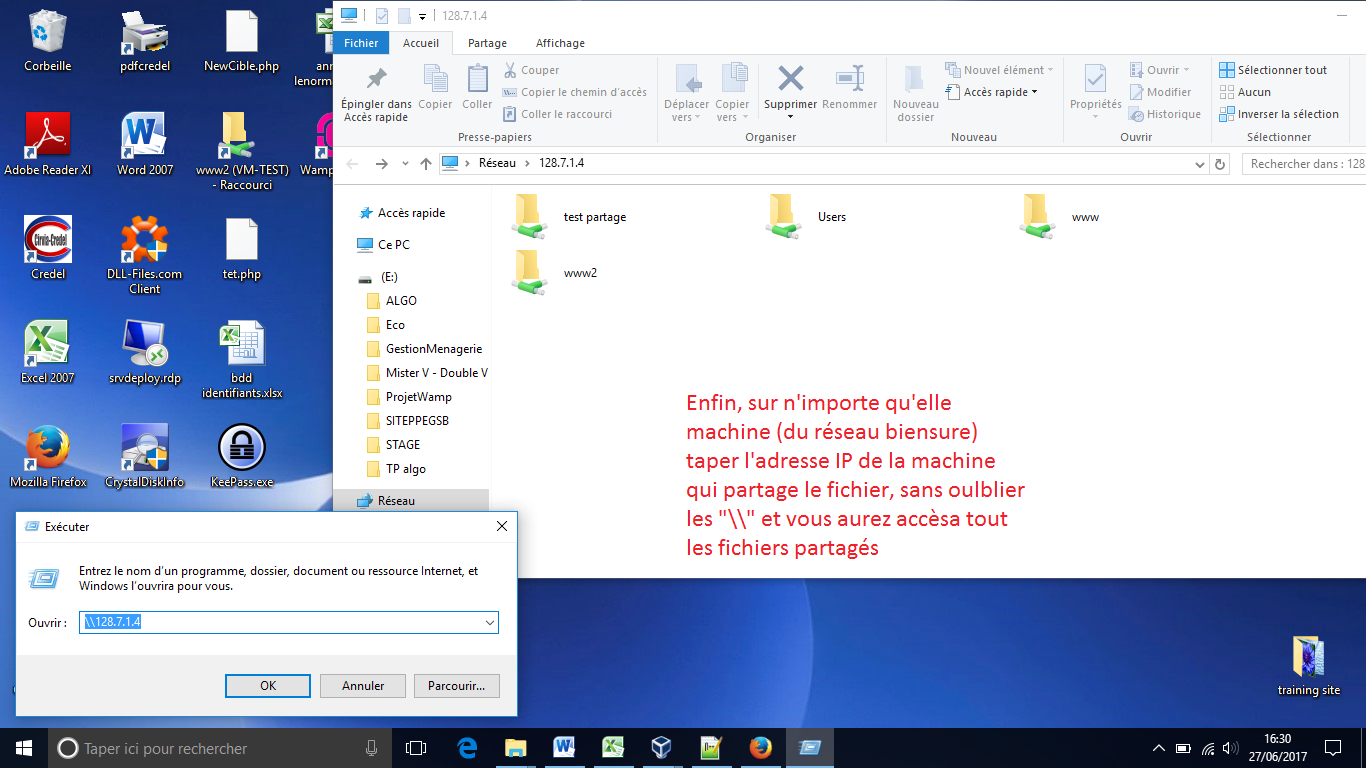 Corbeille
pdfcredel
NewCible.php
ann
lenorm...
Adobe Reader XI
Word 2007
www2 (VM-TEST)
- Raccourci
Wamp
Cirvia-Credel
Credel
DLL-Files.com
Client
tet.php
Excel 2007
srvdeploy.rdp
bdd
identifiants.xlsx
Mozilla Firefox
CrystalDiskInfo
KeePass.exe
128.7.1.4
Fichier
Accueil
Partage
Affichage
Épingler dans
Accès rapide
Copier
Coller
Couper
Copier le chemin d'accès
Coller le raccourci
Presse-papiers
Déplacer
vers
Copier
vers
Supprimer
Renommer
Organiser
Nouveau
dossier
Nouvel élément
Accès rapide
Nouveau
Propriétés
Ouvrir
Modifier
Historique
Ouvrir
Sélectionner tout
Aucun
Inverser la sélection
Sélectionner
Réseau > 128.7.1.4
Rechercher dans : 128
Accès rapide
Ce PC
(E:)
ALGO
Eco
GestionMenagerie
Mister V - Double V
ProjetWamp
SITEPPEGSB
STAGE
TP algo
Réseau
test partage
Users
www
www2
Enfin, sur n'importe qu'elle
machine (du réseau biensure)
taper l'adresse IP de la machine
qui partage le fichier, sans oulblier
les "\\" et vous aurez accèsa tout
les fichiers partagés
Exécuter
Entrez le nom d'un programme, dossier, document ou ressource Internet, et
Windows l'ouvrira pour vous.
Ouvrir :
\\128.7.1.4
OK
Annuler
Parcourir...
training site
Taper ici pour rechercher
16:30
27/06/2017